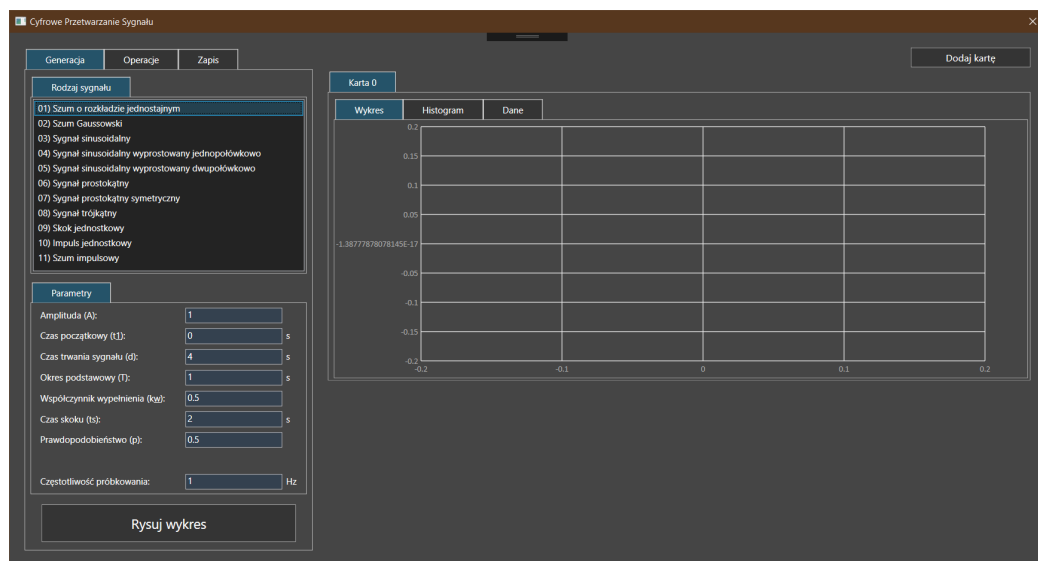 Cyfrowe Przetwarzanie Sygnału
Generacja Operacje Zapis
Dodaj kartę
Rodzaj sygnału
01) Szum o rozkładzie jednostajnym
02) Szum Gaussowski
03) Sygnał sinusoidalny
04) Sygnał sinusoidalny wyprostowany jednopołówkowo
05) Sygnał sinusoidalny wyprostowany dwupołówkowo
06) Sygnał prostokątny
07) Sygnał prostokątny symetryczny
08) Sygnał trójkątny
09) Skok jednostkowy
10) Impuls jednostkowy
11) Szum impulsowy
Parametry
Amplituda (A): 1
Czas początkowy (t1): 0 s
Czas trwania sygnału (d): 4 s
Okres podstawowy (T): 1 s
Współczynnik wypełnienia (kw): 0.5
Czas skoku (ts): 2 s
Prawdopodobieństwo (p): 0.5
Częstotliwość próbkowania: 1 Hz
Rysuj wykres
Karta 0
Wykres Histogram Dane
0.2
0.15
0.1
0.05
-1.38777878078145E-17
-0.05
-0.1
-0.15
-0.2
-0.2 -0.1 0 0.1 0.2